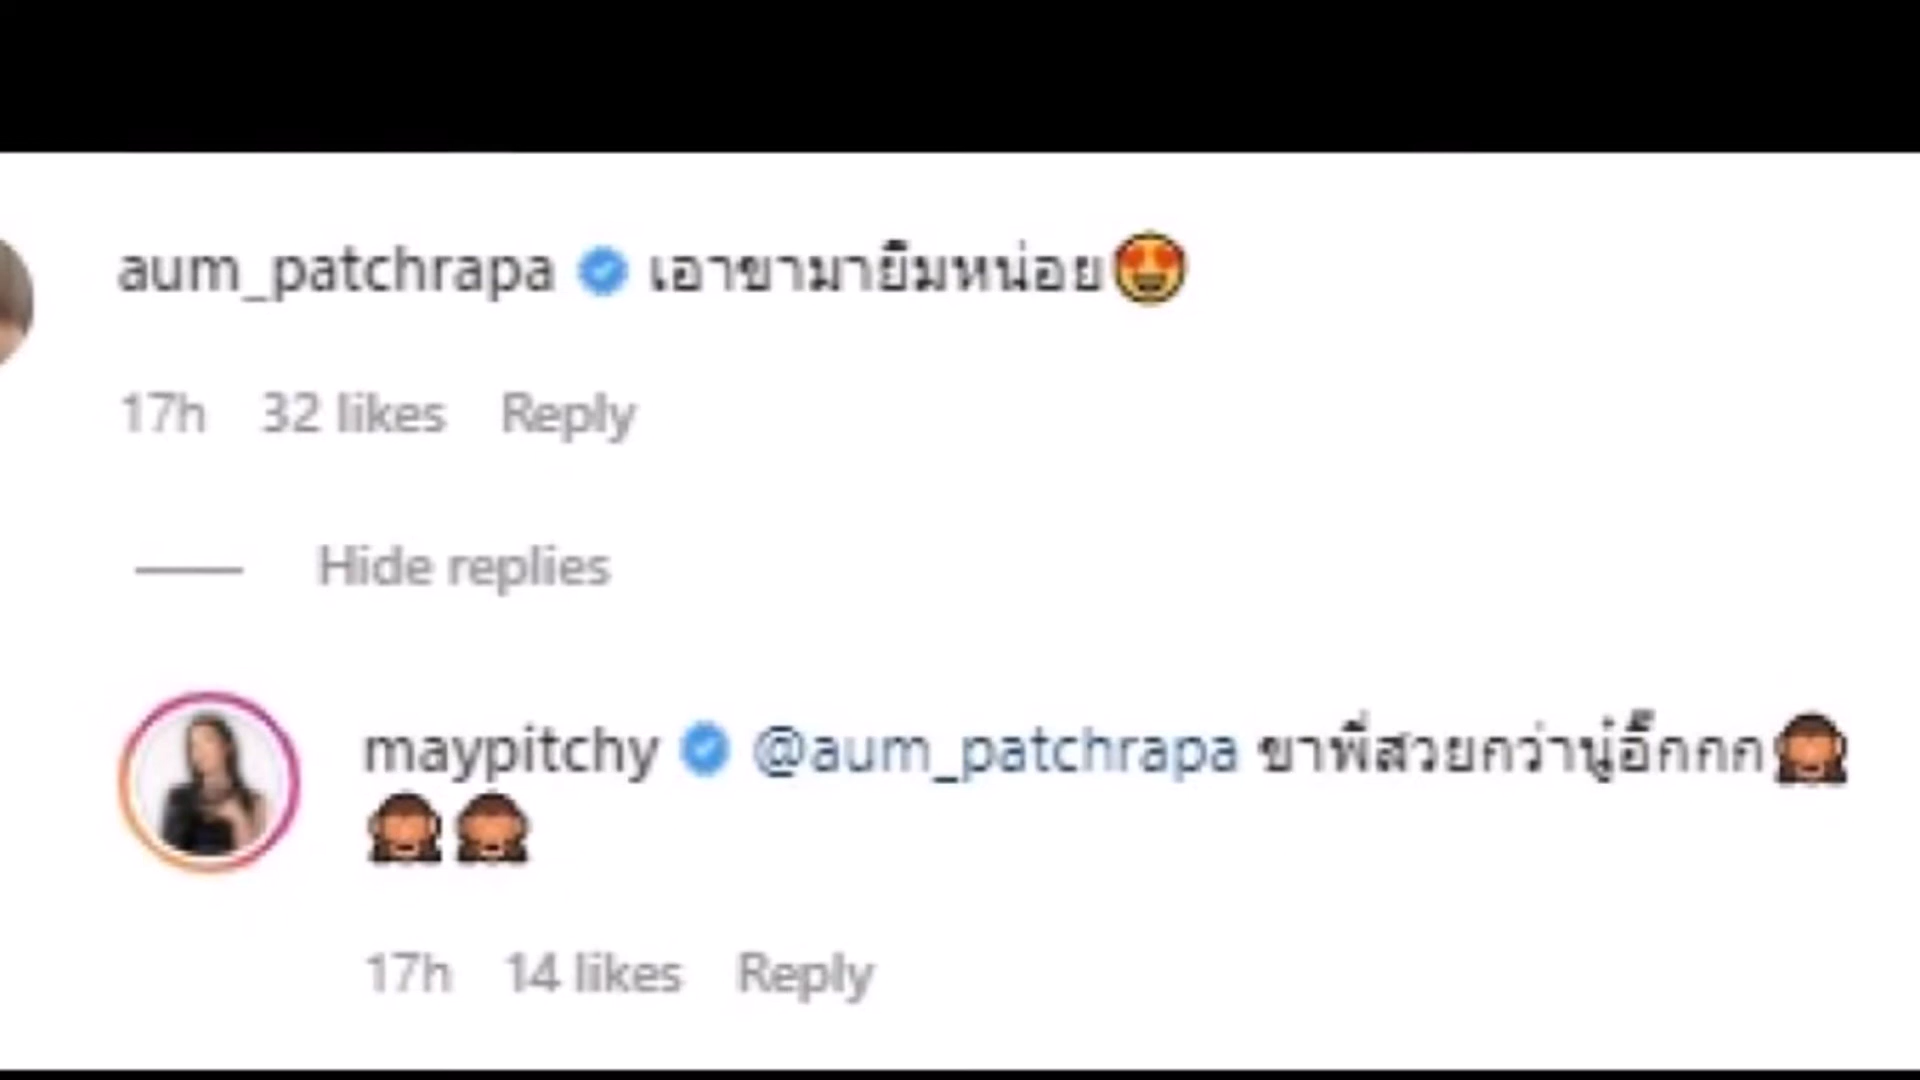 aum_patchrapa เอาขามายืมหน่อย😍
17h 32 likes Reply
Hide replies
maypitchy @aum_patchrapa ขาพี่สวยกว่านู๋อี๊กกกก🙈
🙈🙈
17h 14 likes Reply